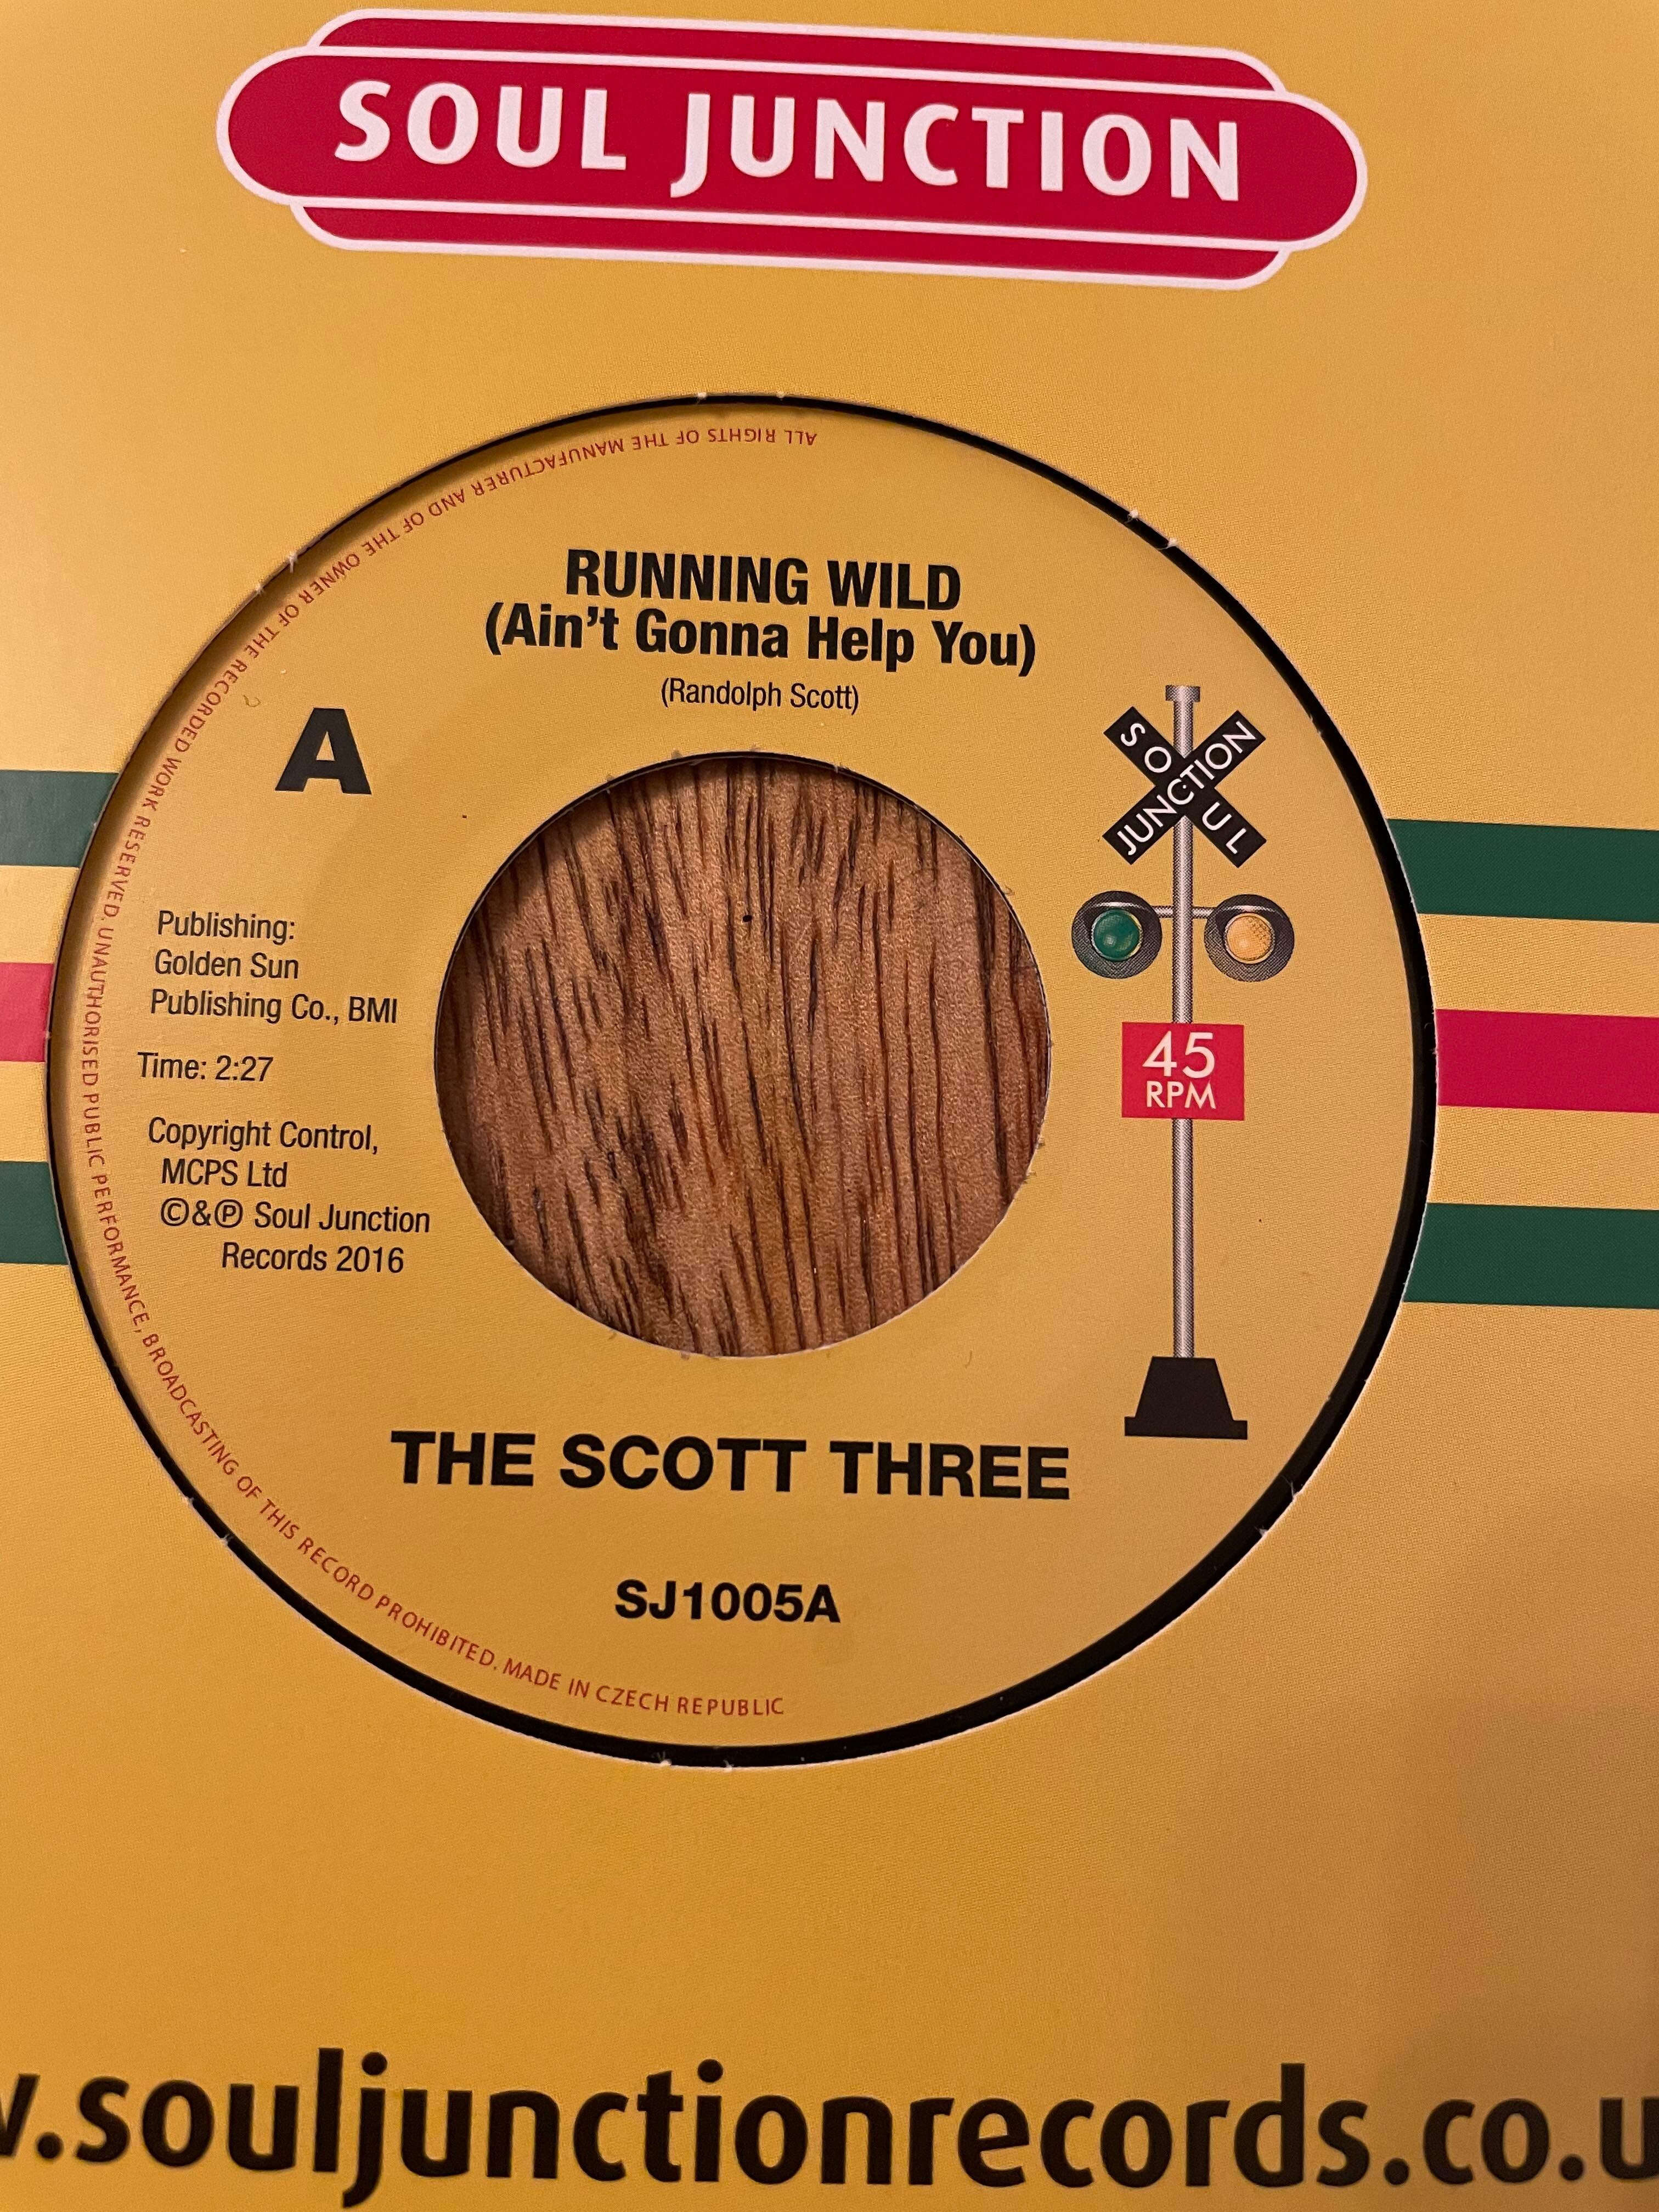 SOUL JUNCTION
ALL RIGHTS OF THE MANUFACTURER AND OF THE OWNER OF THE RECORDED WORK RESERVED. UNAUTHORISED PUBLIC PERFORMANCE, BROADCASTING OF THIS RECORD PROHIBITED. MADE IN CZECH REPUBLIC
RUNNING WILD
(Ain't Gonna Help You)
(Randolph Scott)
A
SOUL
JUNCTION
Publishing:
Golden Sun
Publishing Co., BMI
Time: 2:27
Copyright Control,
MCPS Ltd
©&℗ Soul Junction
Records 2016
45
RPM
THE SCOTT THREE
SJ1005A
.souljunctionrecords.co.u